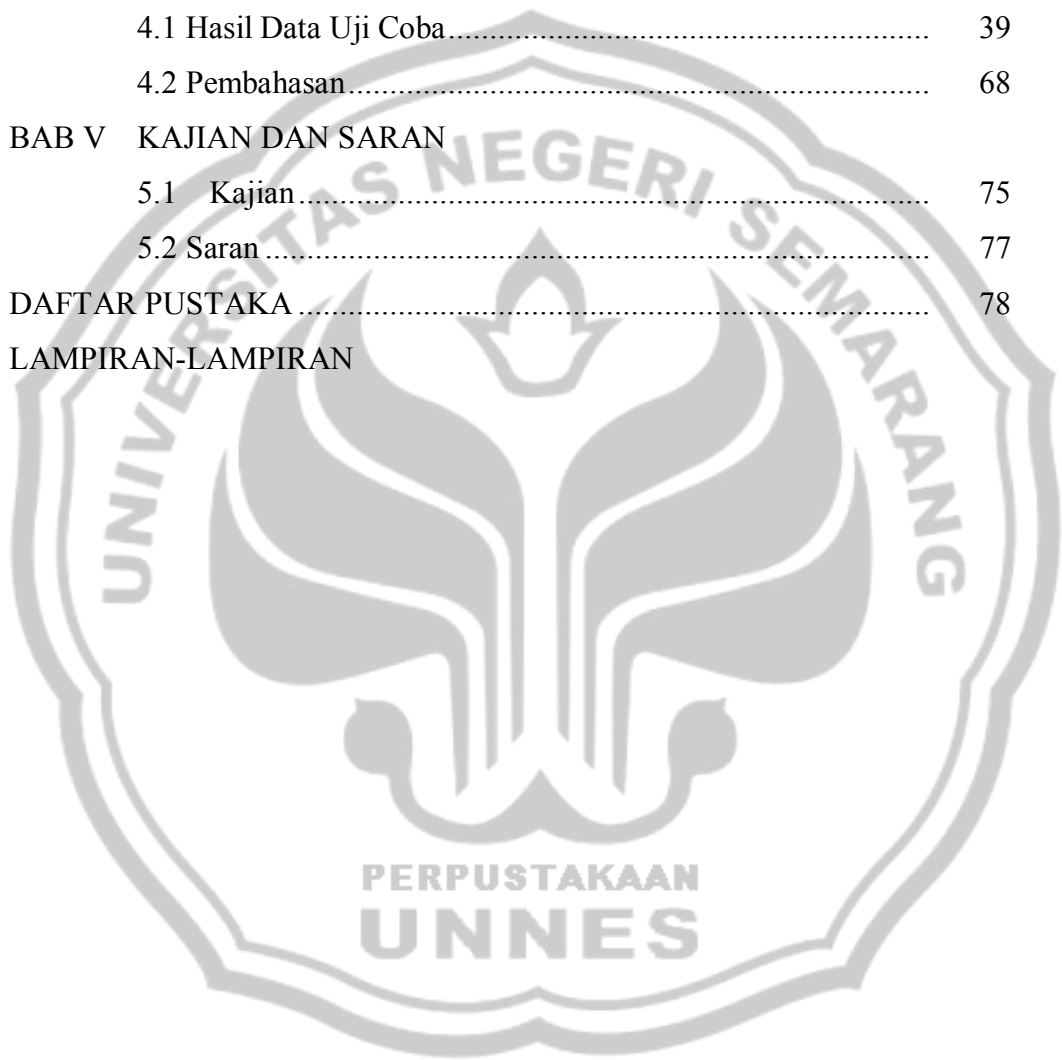 4.1 Hasil Data Uji Coba.................................................................... 39
4.2 Pembahasan.................................................................................. 68
BAB V KAJIAN DAN SARAN
5.1 Kajian......................................................................................... 75
5.2 Saran.............................................................................................. 77
DAFTAR PUSTAKA......................................................................................... 78
LAMPIRAN-LAMPIRAN
UNIVERSITAS NEGERI SEMARANG
PERPUSTAKAAN
UNNES